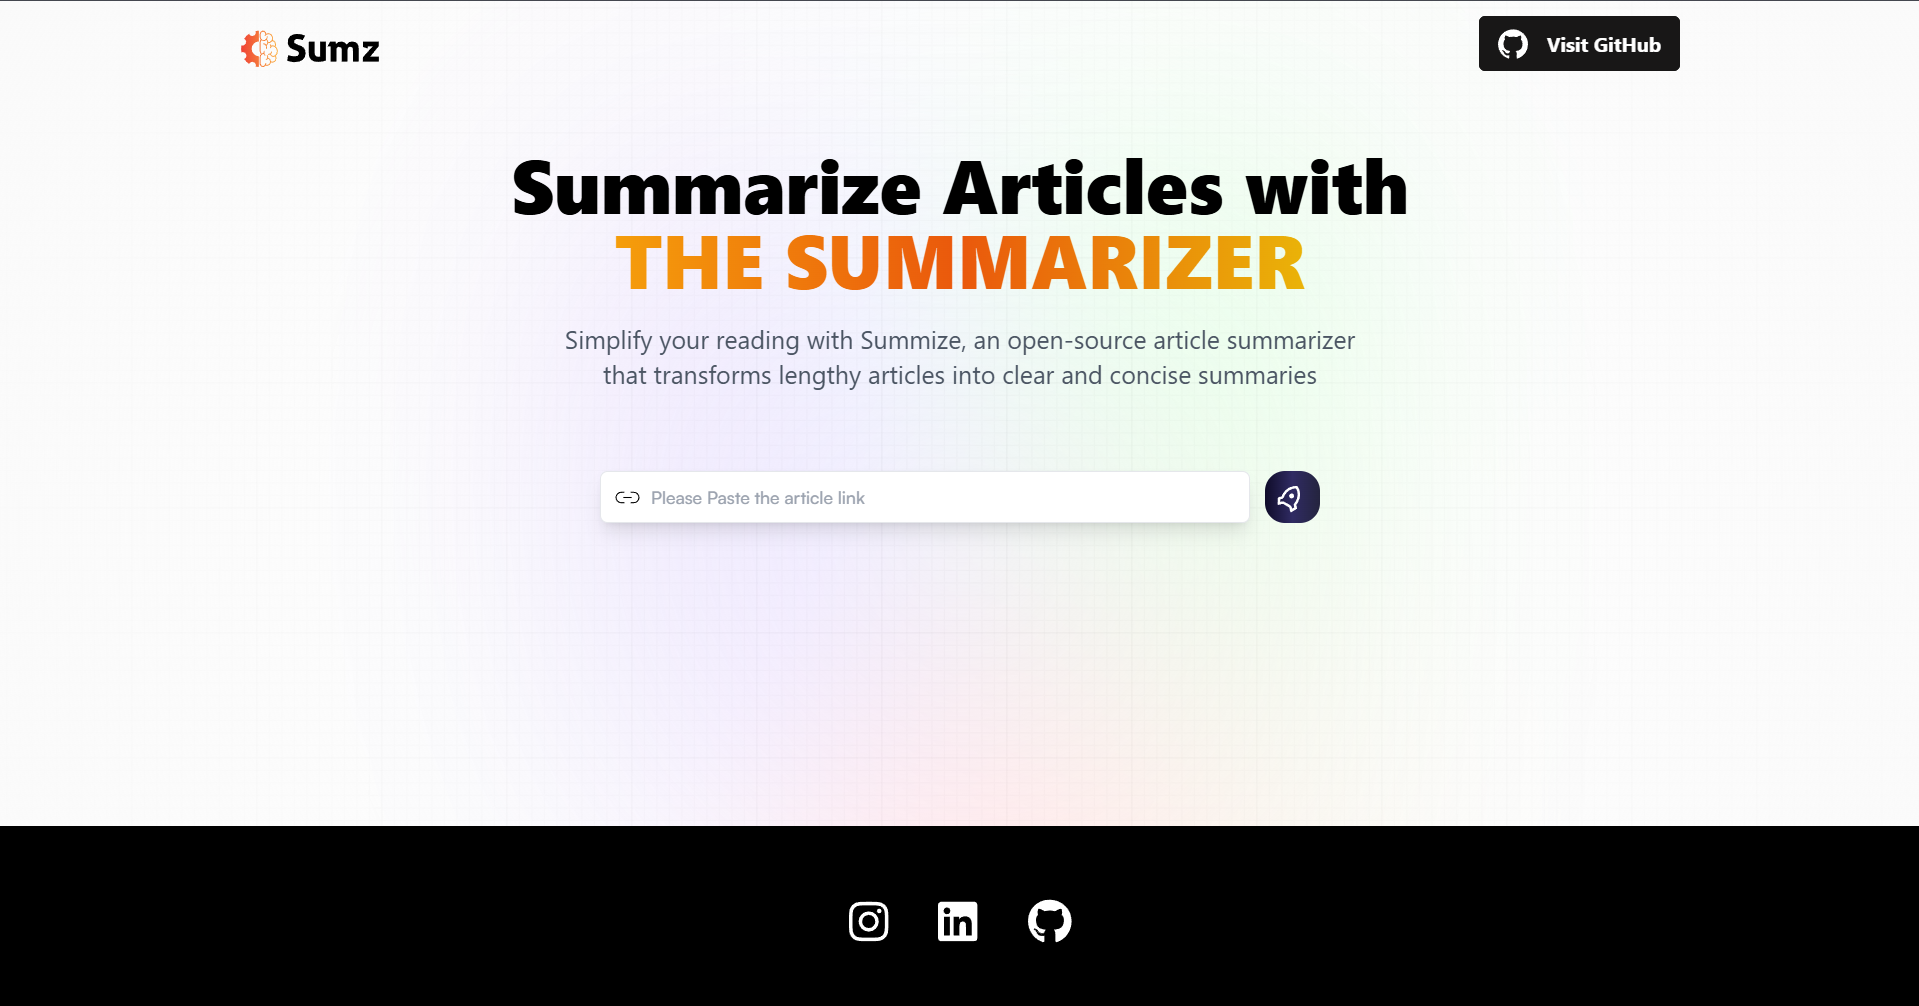 Sumz
Visit GitHub
Summarize Articles with
THE SUMMARIZER
Simplify your reading with Summize, an open-source article summarizer
that transforms lengthy articles into clear and concise summaries
Please Paste the article link